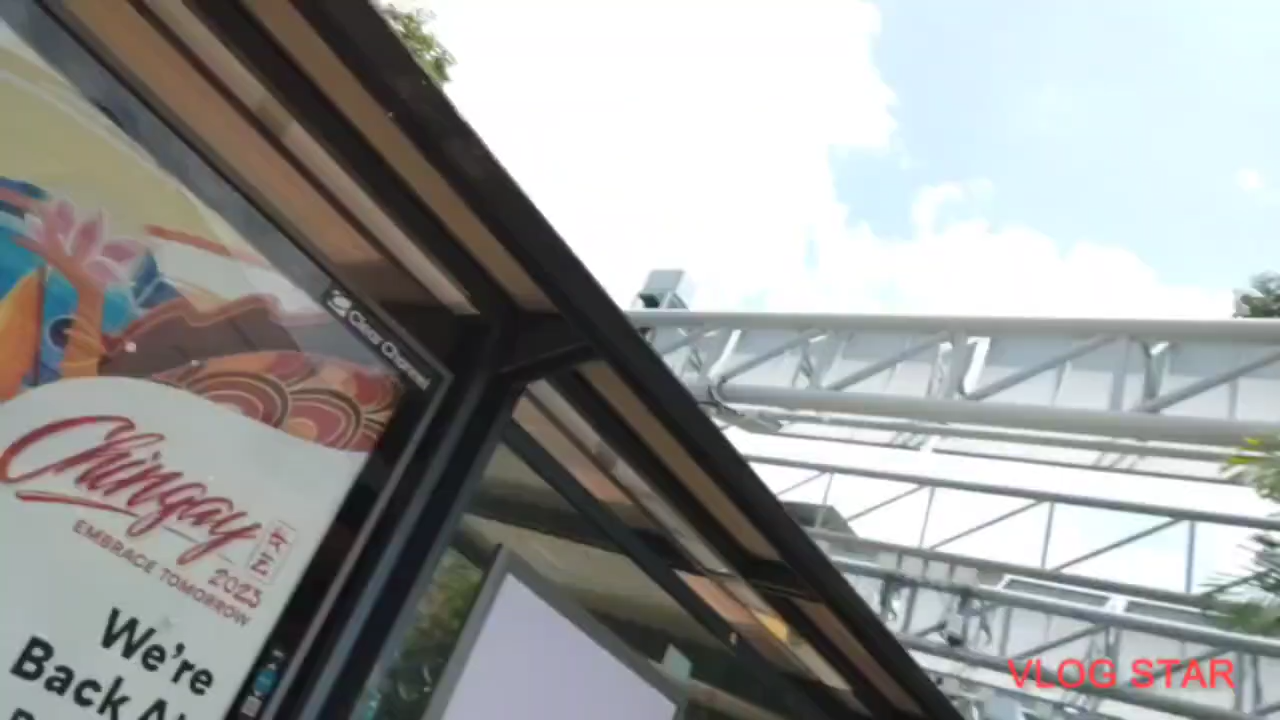 Clear Channel
Chingay
2023
EMBRACE TOMORROW
We're
Back
VLOG STAR